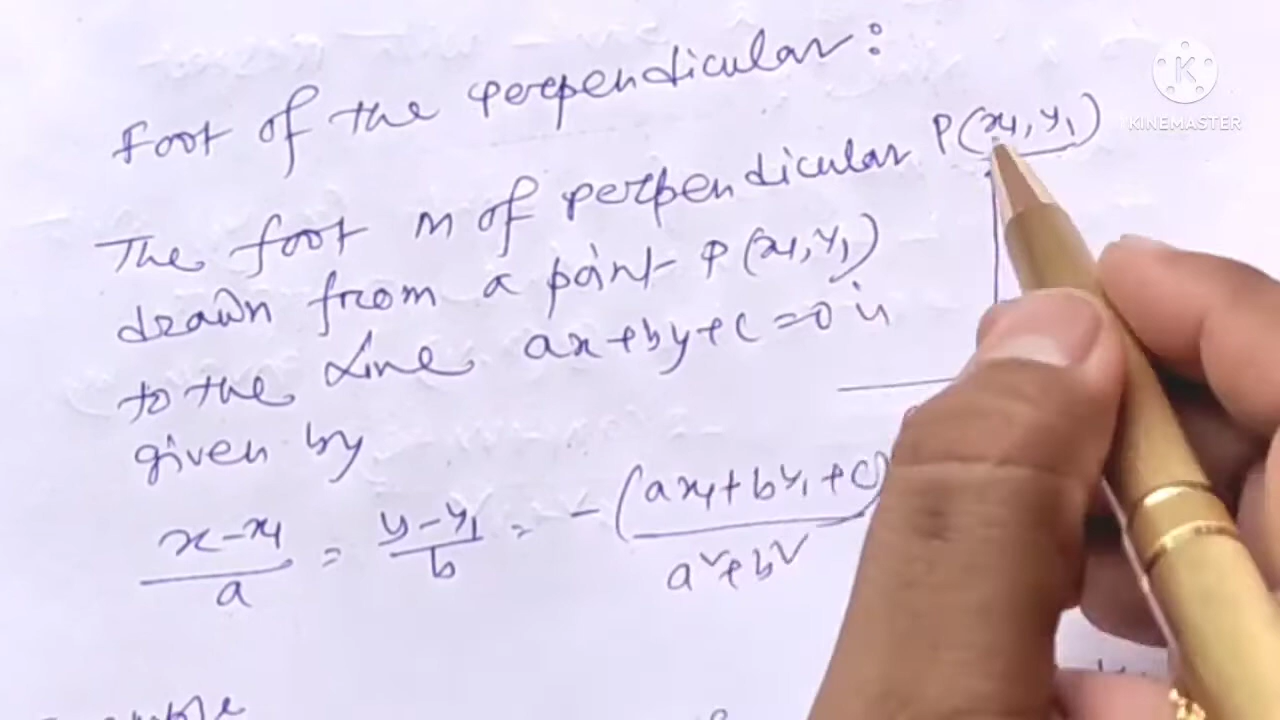 Foot of the perpendicular:
The foot M of perpendicular
drawn from a point P(x₁, y₁)
to the Line ax+by+c=0 is
given by
x-x₁/a = y-y₁/b = -(ax₁+by₁+c)/a²+b²
P(x₁, y₁)
K
KINEMASTER